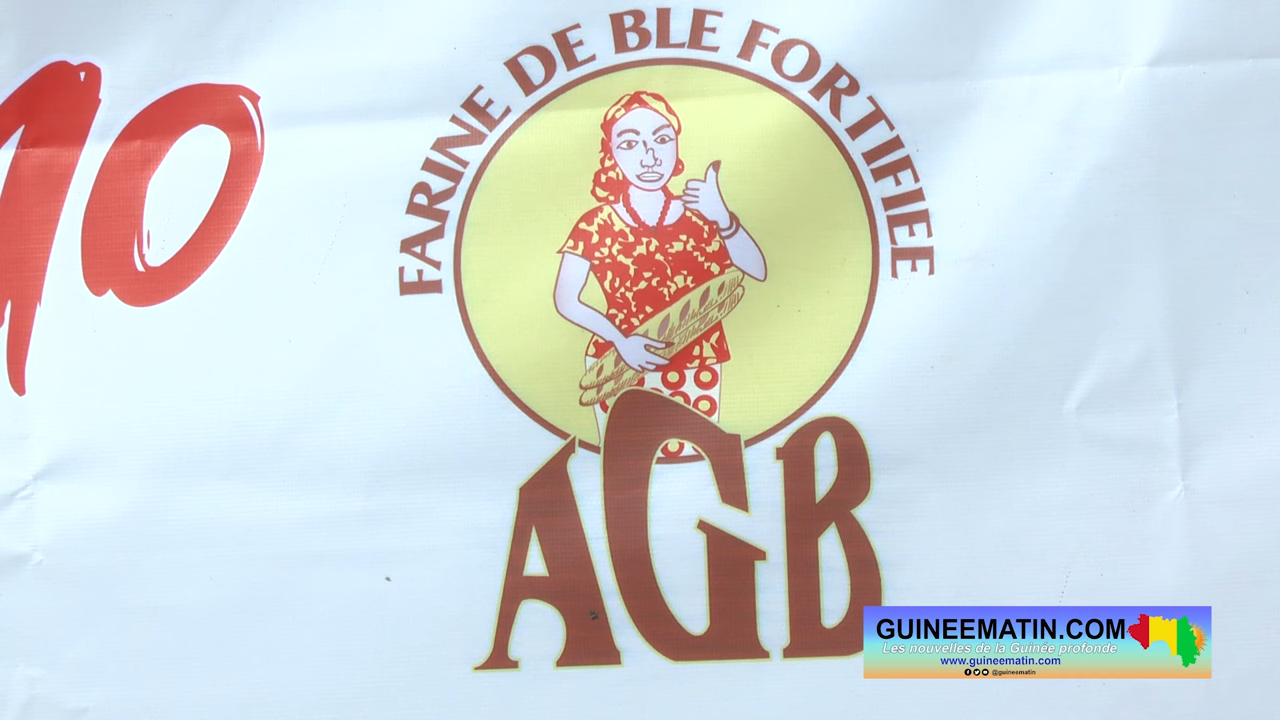 FARINE DE BLE FORTIFIEE
AGB
GUINEEMATIN.COM
Les nouvelles de la Guinée profonde
www.guineematin.com
@guineematin